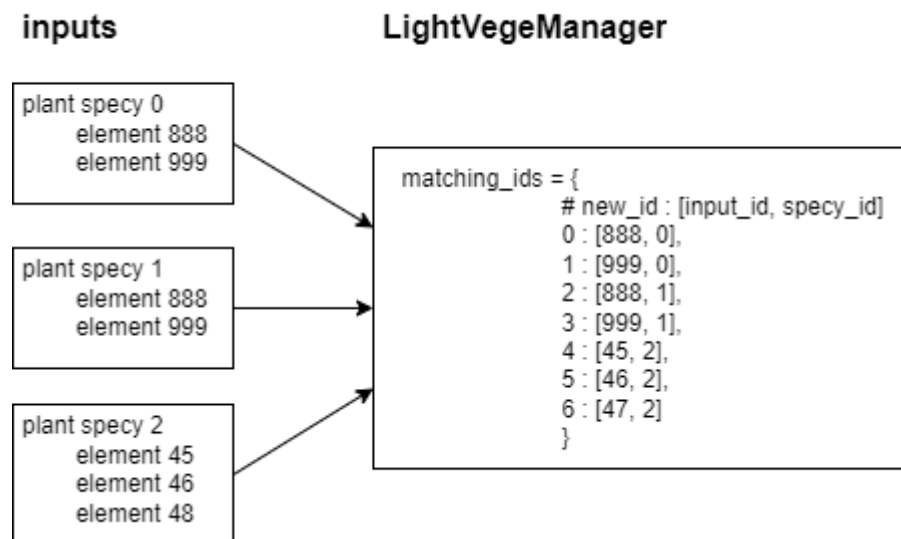 inputs
LightVegeManager
plant specy 0
element 888
element 999
plant specy 1
element 888
element 999
plant specy 2
element 45
element 46
element 48
matching_ids = {
# new_id : [input_id, specy_id]
0 : [888, 0],
1 : [999, 0],
2 : [888, 1],
3 : [999, 1],
4 : [45, 2],
5 : [46, 2],
6 : [47, 2]
}